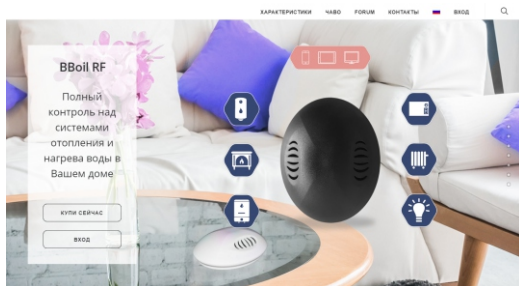 ХАРАКТЕРИСТИКИ ЧАВО FORUM КОНТАКТЫ ВХОД
BBoil RF
Полный
контроль над
системами
отопления и
нагрева воды в
Вашем доме
КУПИ СЕЙЧАС
ВХОД